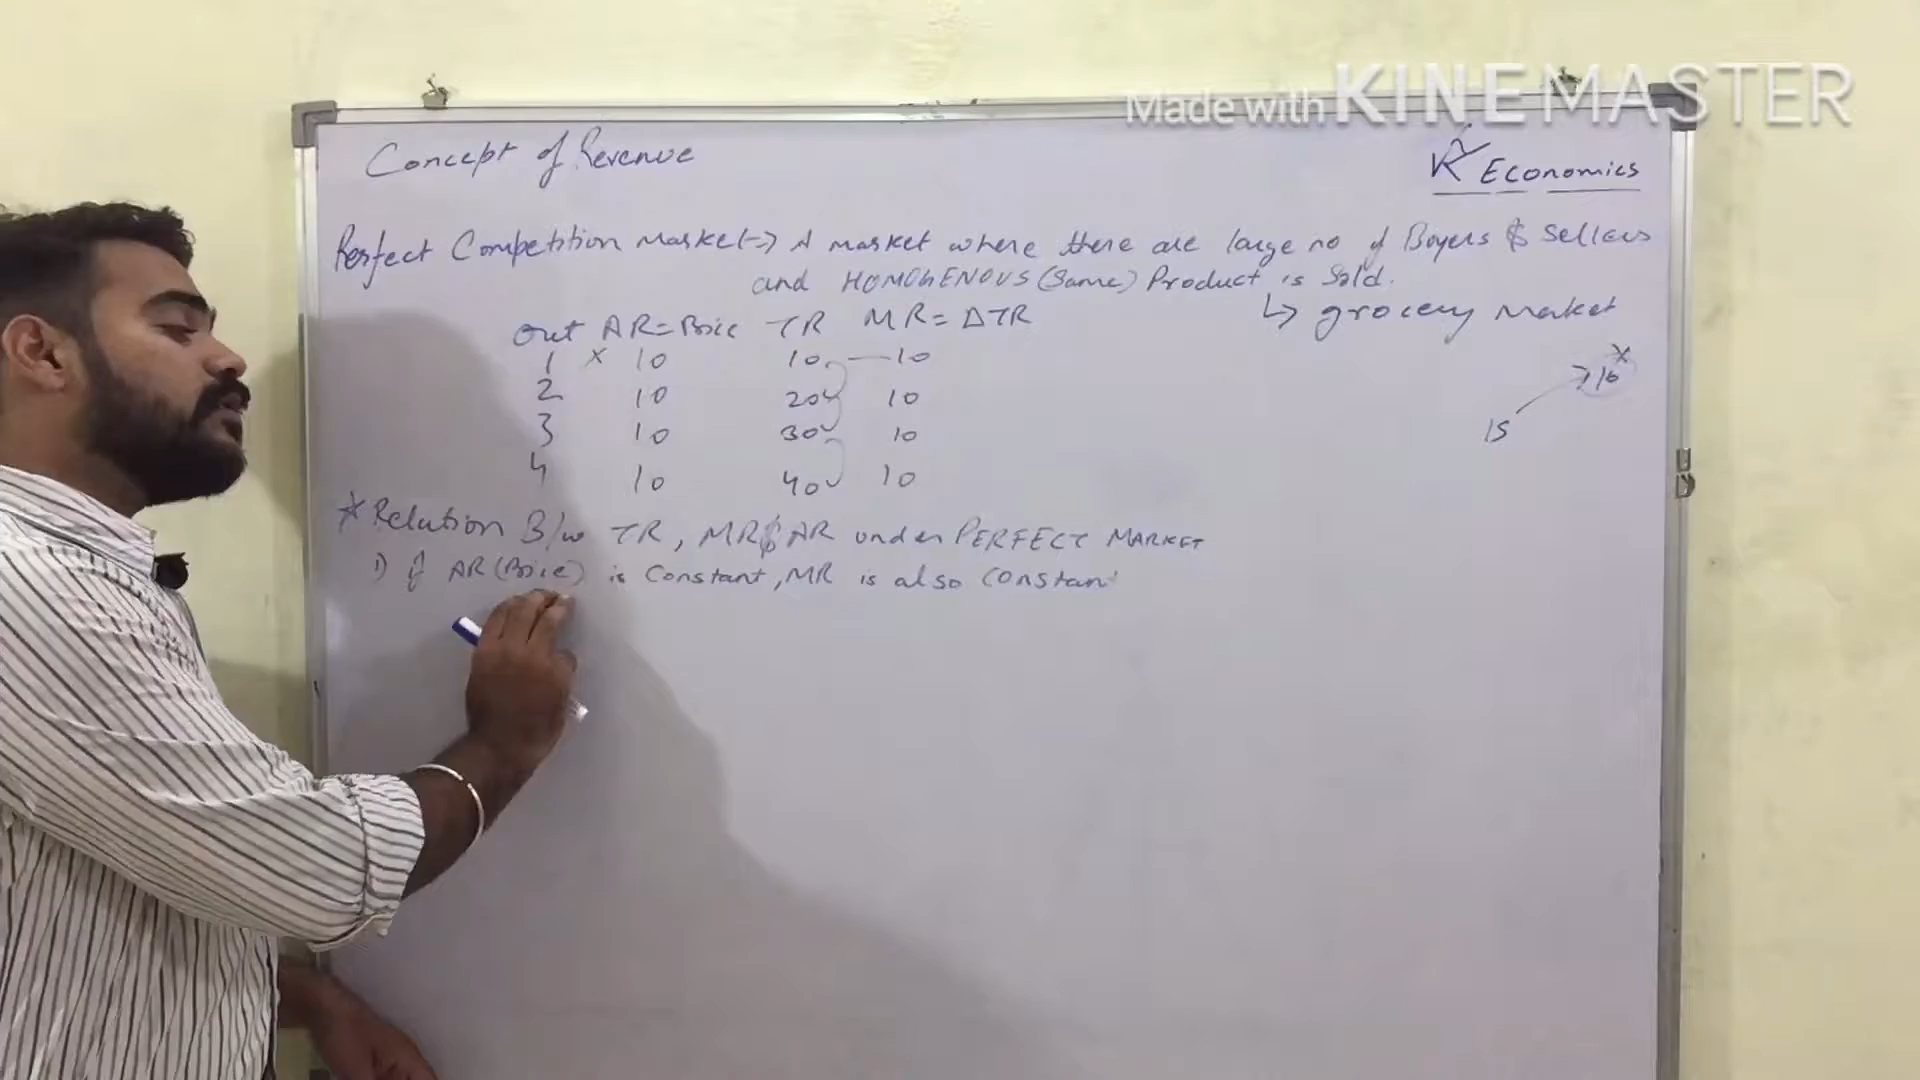 Made with KINEMASTER
Concept of Revenue
Economics
Perfect Competition Market => A market where there are large no of Buyers & Sellers
and HOMOGENOUS (Same) Product is Sold.
↳ grocery market
out AR = Price TR MR = ΔTR
1 x 10 10 — 10
2 10 20 10
3 10 30 10
4 10 40 10
15
* Relation B/w TR, MR & AR under PERFECT MARKET
1) If AR (Price) is Constant, MR is also Constant